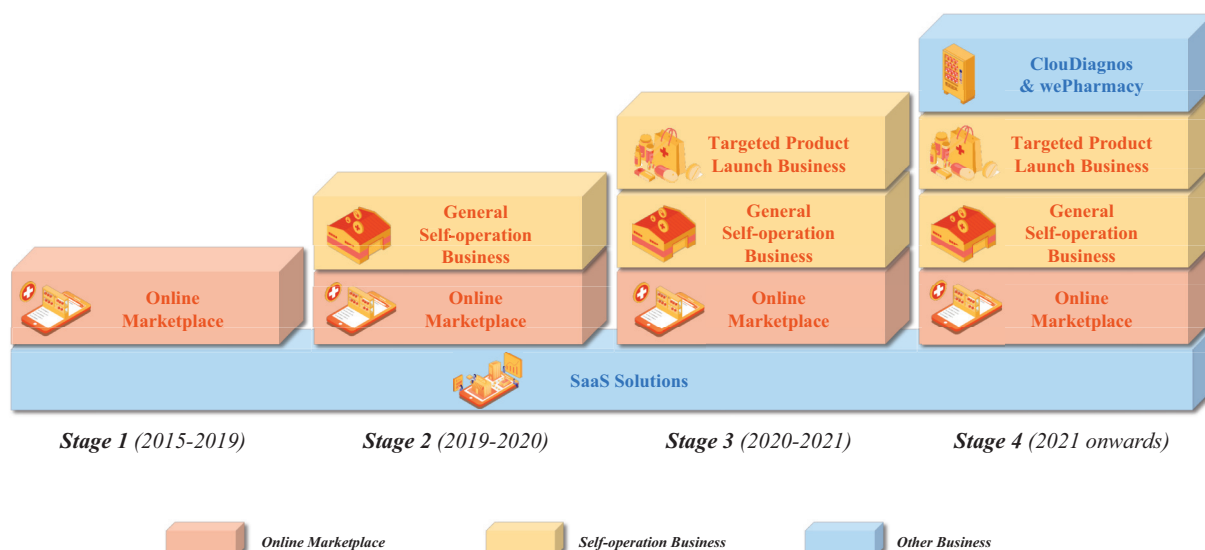 ClouDiagnos
& wePharmacy
Targeted Product
Launch Business
Targeted Product
Launch Business
General
Self-operation
Business
General
Self-operation
Business
General
Self-operation
Business
Online
Marketplace
Online
Marketplace
Online
Marketplace
Online
Marketplace
SaaS Solutions
Stage 1 (2015-2019)
Stage 2 (2019-2020)
Stage 3 (2020-2021)
Stage 4 (2021 onwards)
Online Marketplace
Self-operation Business
Other Business